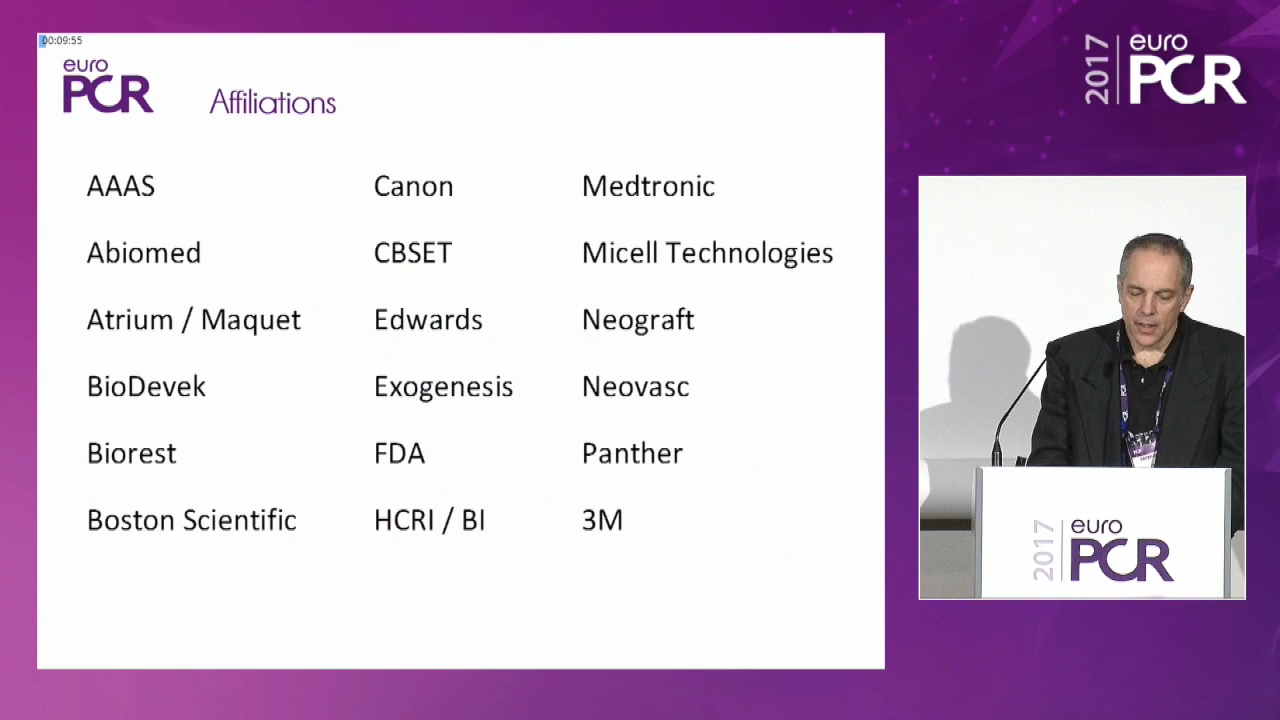 00:09:55
euro
PCR
Affiliations
AAAS
Canon
Medtronic
Abiomed
CBSET
Micell Technologies
Atrium / Maquet
Edwards
Neograft
BioDevek
Exogenesis
Neovasc
Biorest
FDA
Panther
Boston Scientific
HCRI / BI
3M
2017
euro
PCR
2017
euro
PCR